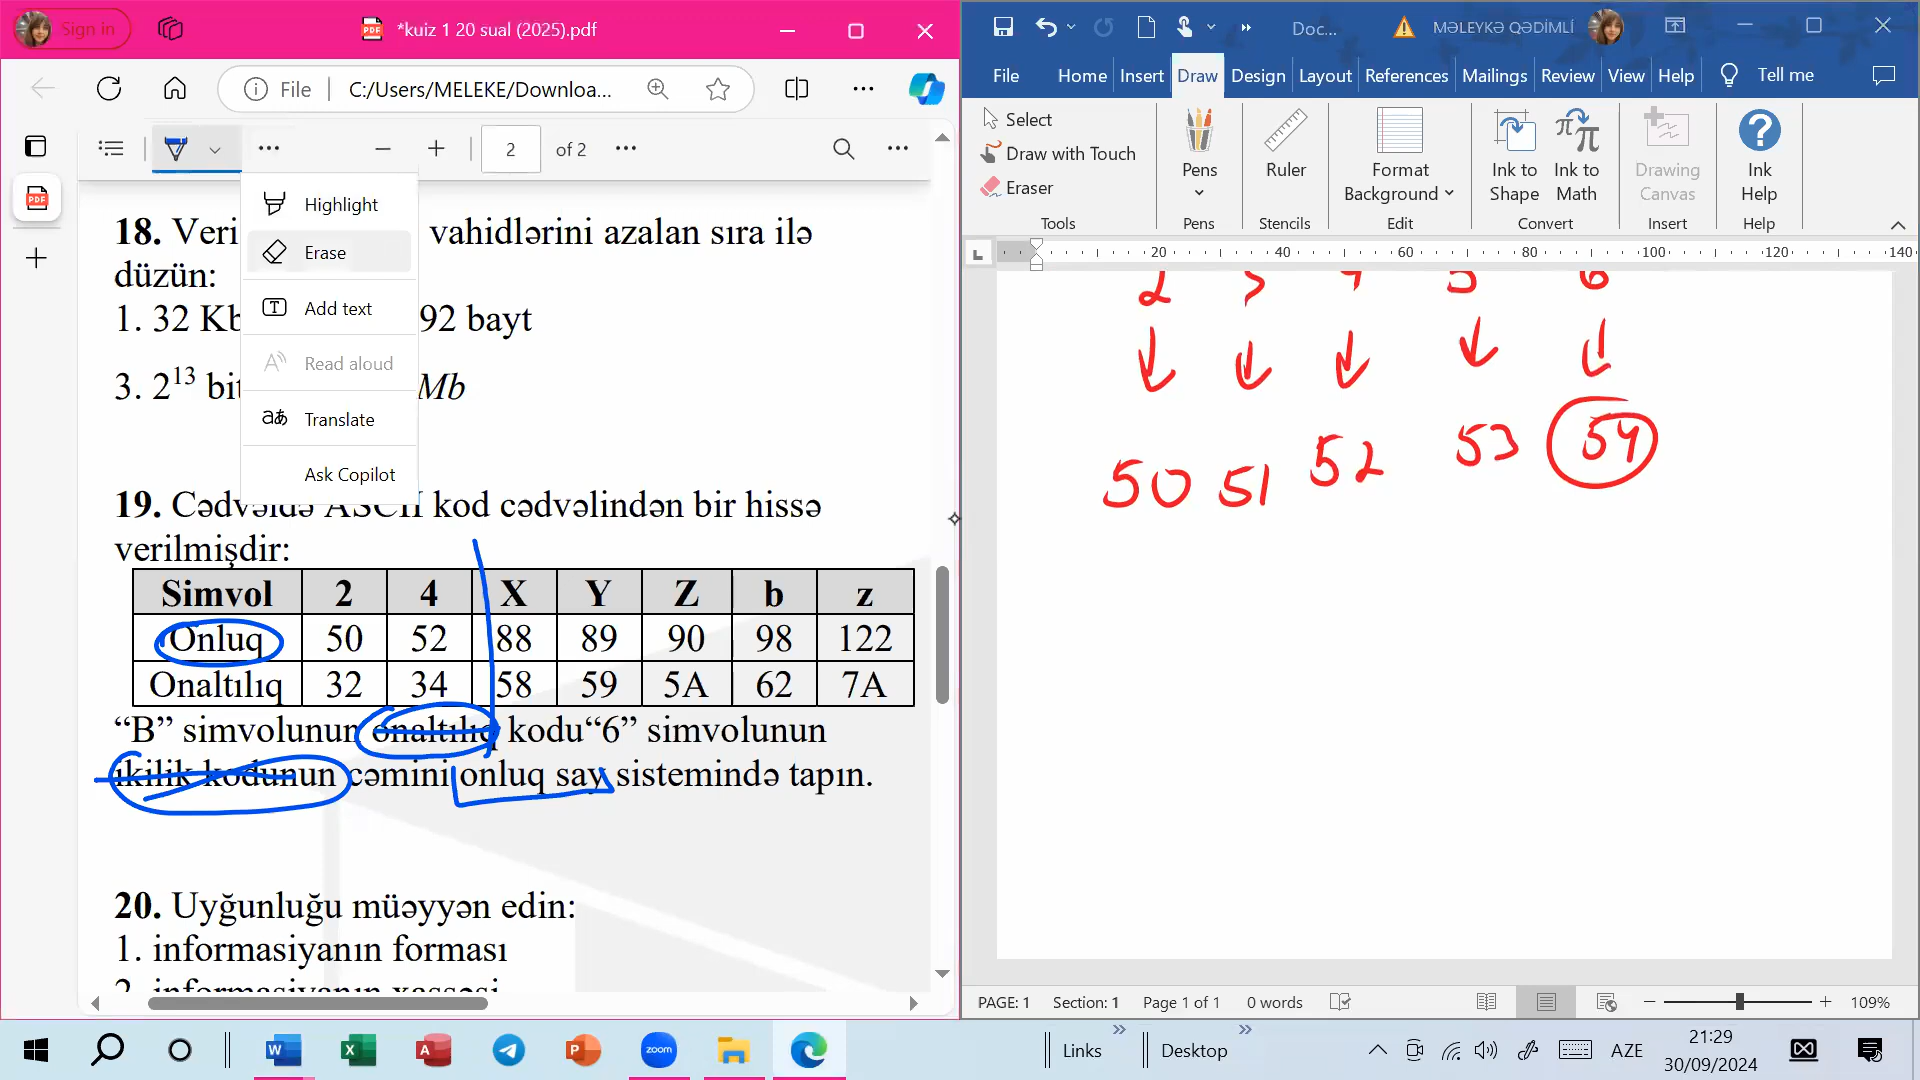 Sign in
*kuiz 1 20 sual (2025).pdf
File
C:/Users/MELEKE/Downloa...
2 of 2
Highlight
Erase
Add text
Read aloud
Translate
Ask Copilot
18. Veri vahidlərini azalan sıra ilə
düzün:
1. 32 Kb 92 bayt
3. 2¹³ bit Mb
19. Cədvəldə ASCII kod cədvəlindən bir hissə
verilmişdir:
Simvol 2 4 X Y Z b z
Onluq 50 52 88 89 90 98 122
Onaltılıq 32 34 58 59 5A 62 7A
“B” simvolunun onaltılıq kodu“6” simvolunun
ikilik kodunun cəmini onluq say sistemində tapın.
20. Uyğunluğu müəyyən edin:
1. informasiyanın forması
2. informasiyanın xassəsi
Doc...
MƏLEYKƏ QƏDİMLİ
File Home Insert Draw Design Layout References Mailings Review View Help Tell me
Select
Draw with Touch
Eraser
Tools
Pens
Pens
Ruler
Stencils
Format
Background
Edit
Ink to
Shape
Ink to
Math
Convert
Drawing
Canvas
Insert
Ink
Help
Help
20 40 60 80 100 120 140
2 3 4 5 6
50 51 52 53 54
PAGE: 1 Section: 1 Page 1 of 1 0 words 109%
zoom
Links
Desktop
AZE
21:29
30/09/2024